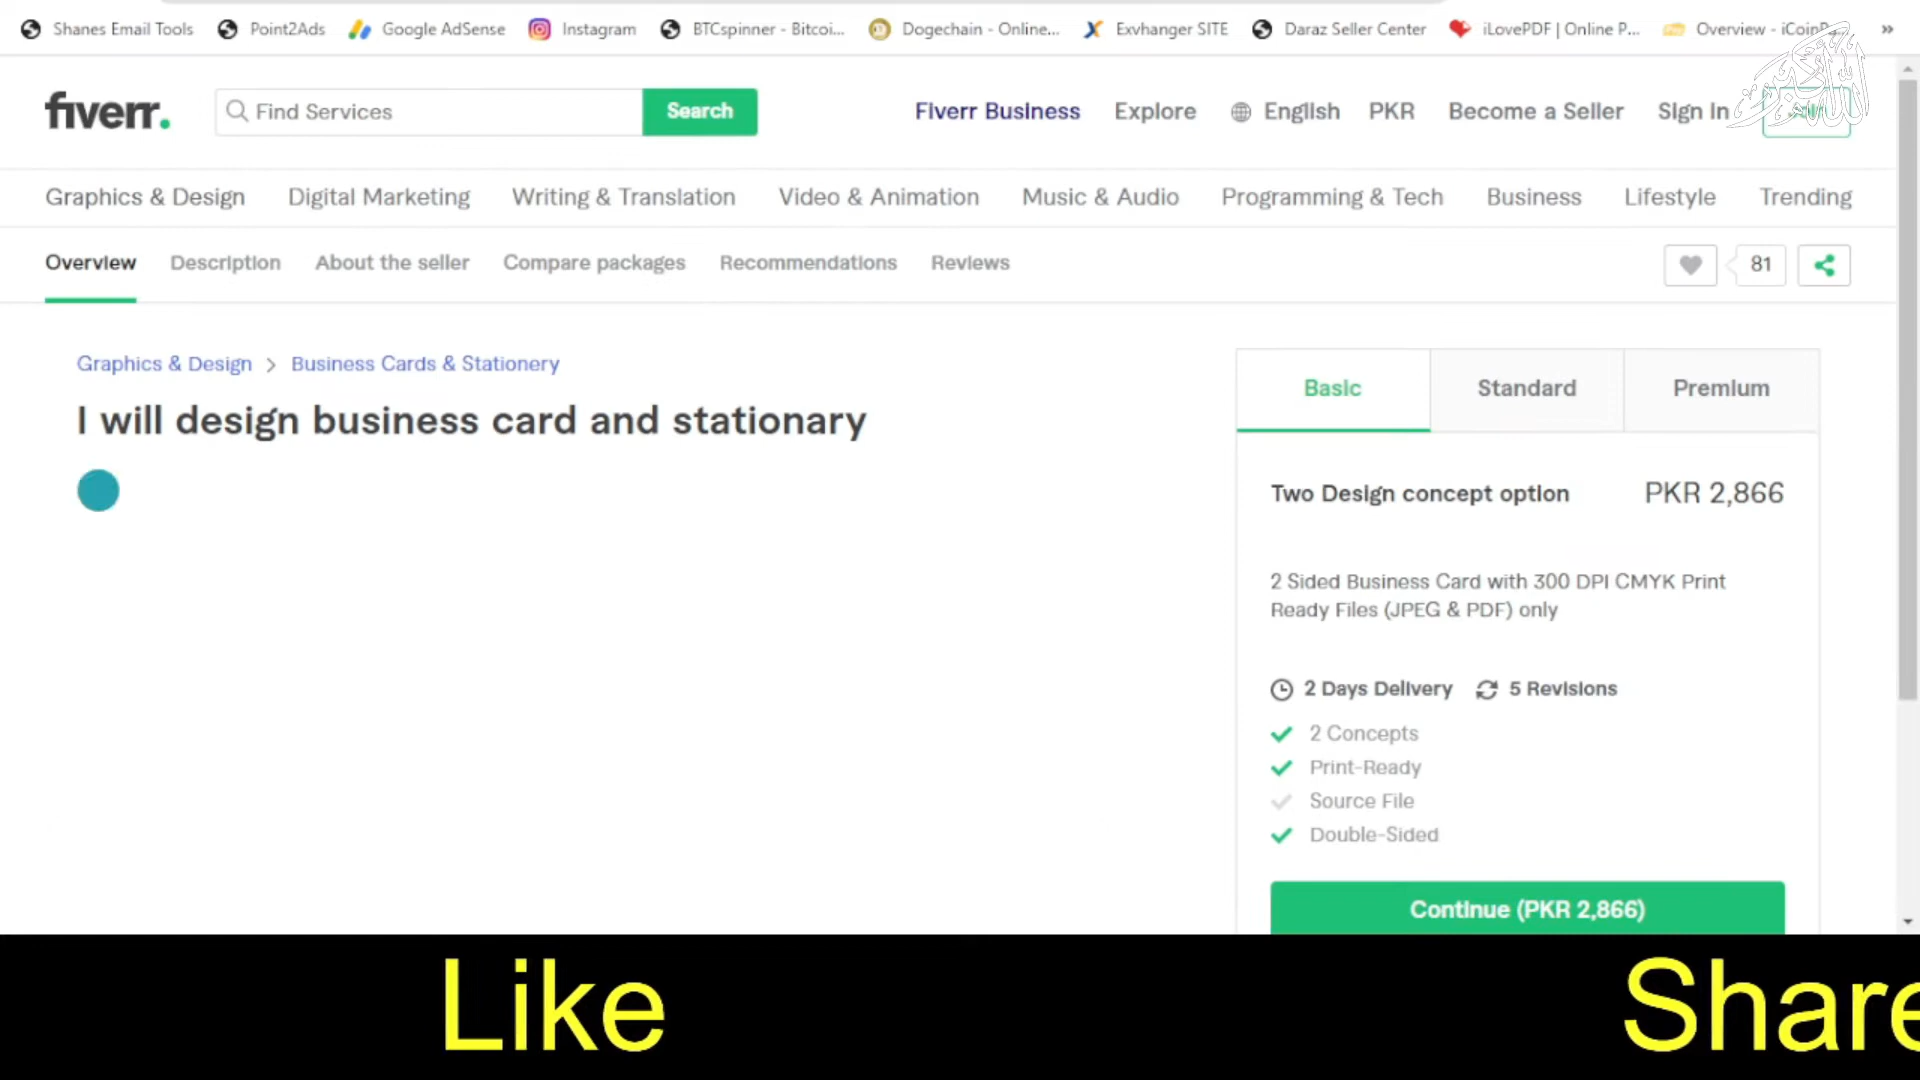 Shanes Email Tools Point2Ads Google AdSense Instagram BTCspinner - Bitcoi... Dogechain - Online... Exvhanger SITE Daraz Seller Center iLovePDF | Online P... Overview - »
fiverr. Find Services Search Fiverr Business Explore English PKR Become a Seller Sign In
Graphics & Design Digital Marketing Writing & Translation Video & Animation Music & Audio Programming & Tech Business Lifestyle Trending
Overview Description About the seller Compare packages Recommendations Reviews 81
Graphics & Design > Business Cards & Stationery
I will design business card and stationary
Basic Standard Premium
Two Design concept option PKR 2,866
2 Sided Business Card with 300 DPI CMYK Print
Ready Files (JPEG & PDF) only
2 Days Delivery 5 Revisions
2 Concepts
Print-Ready
Source File
Double-Sided
Continue (PKR 2,866)
Like Share